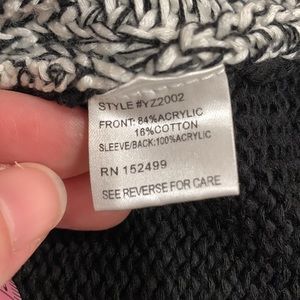 STYLE #YZ2002
FRONT: 84%ACRYLIC
16%COTTON
SLEEVE/BACK:100%ACRYLIC
RN 152499
SEE REVERSE FOR CARE